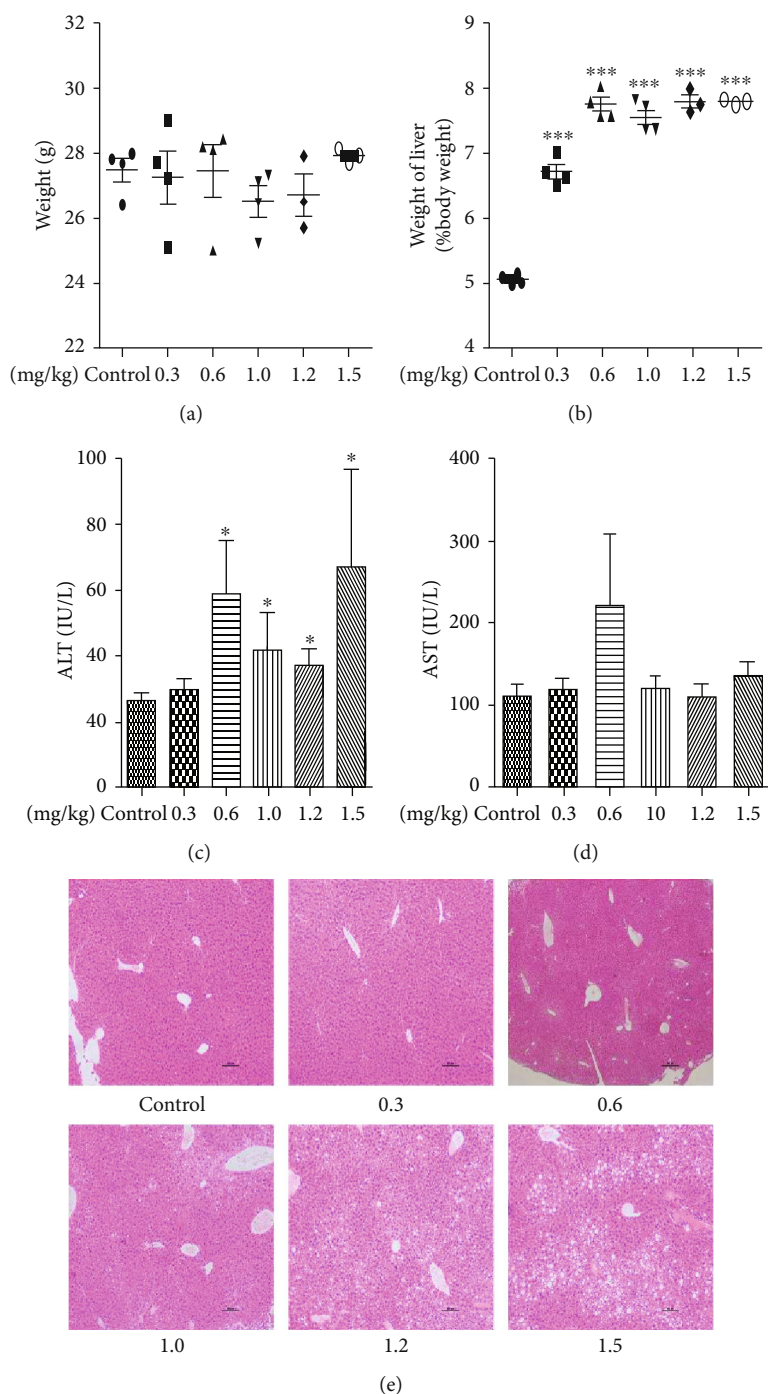 32
30
28
26
24
22
Weight (g)
(mg/kg) Control 0.3 0.6 1.0 1.2 1.5
(a)
9
8
7
6
5
4
Weight of liver
(%body weight)
***
***
***
***
***
(mg/kg) Control 0.3 0.6 1.0 1.2 1.5
(b)
100
80
60
40
40
0
ALT (IU/L)
*
*
*
*
(mg/kg) Control 0.3 0.6 1.0 1.2 1.5
(c)
400
300
200
100
0
AST (IU/L)
(mg/kg) Control 0.3 0.6 10 1.2 1.5
(d)
Control 0.3 0.6
1.0 1.2 1.5
(e)